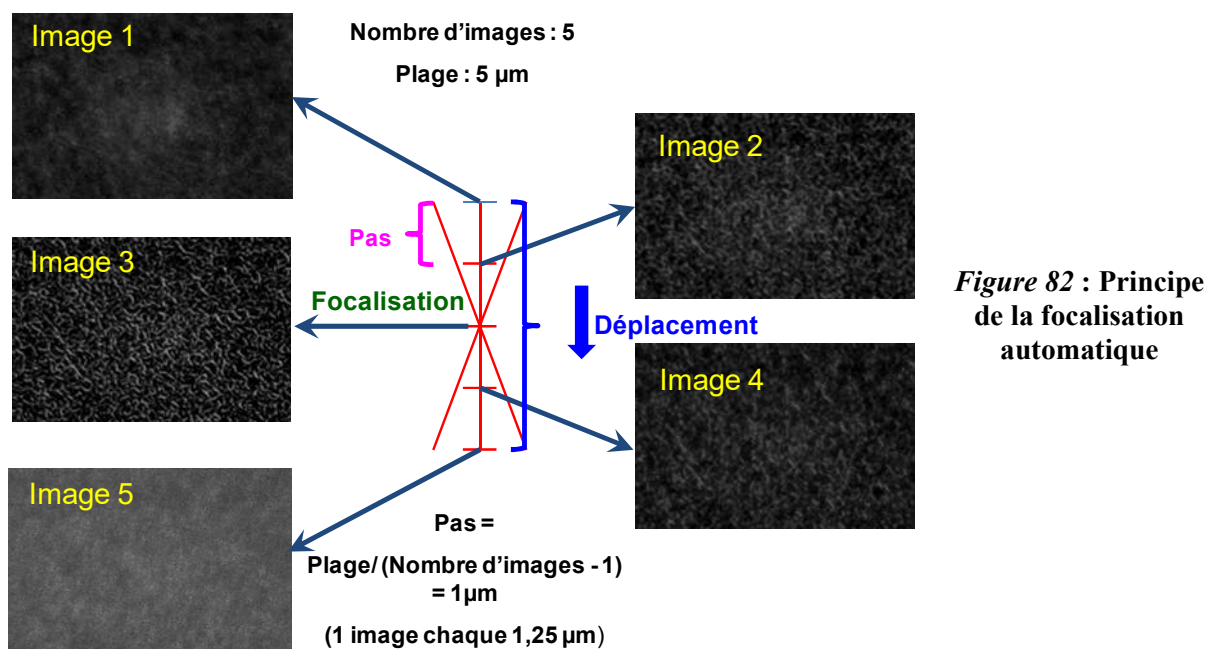 Image 1
Nombre d'images : 5
Plage : 5 µm
Image 2
Pas
Image 3
Focalisation
Déplacement
Figure 82 : Principe
de la focalisation
automatique
Image 4
Image 5
Pas =
Plage/ (Nombre d'images - 1)
= 1µm
(1 image chaque 1,25 µm)